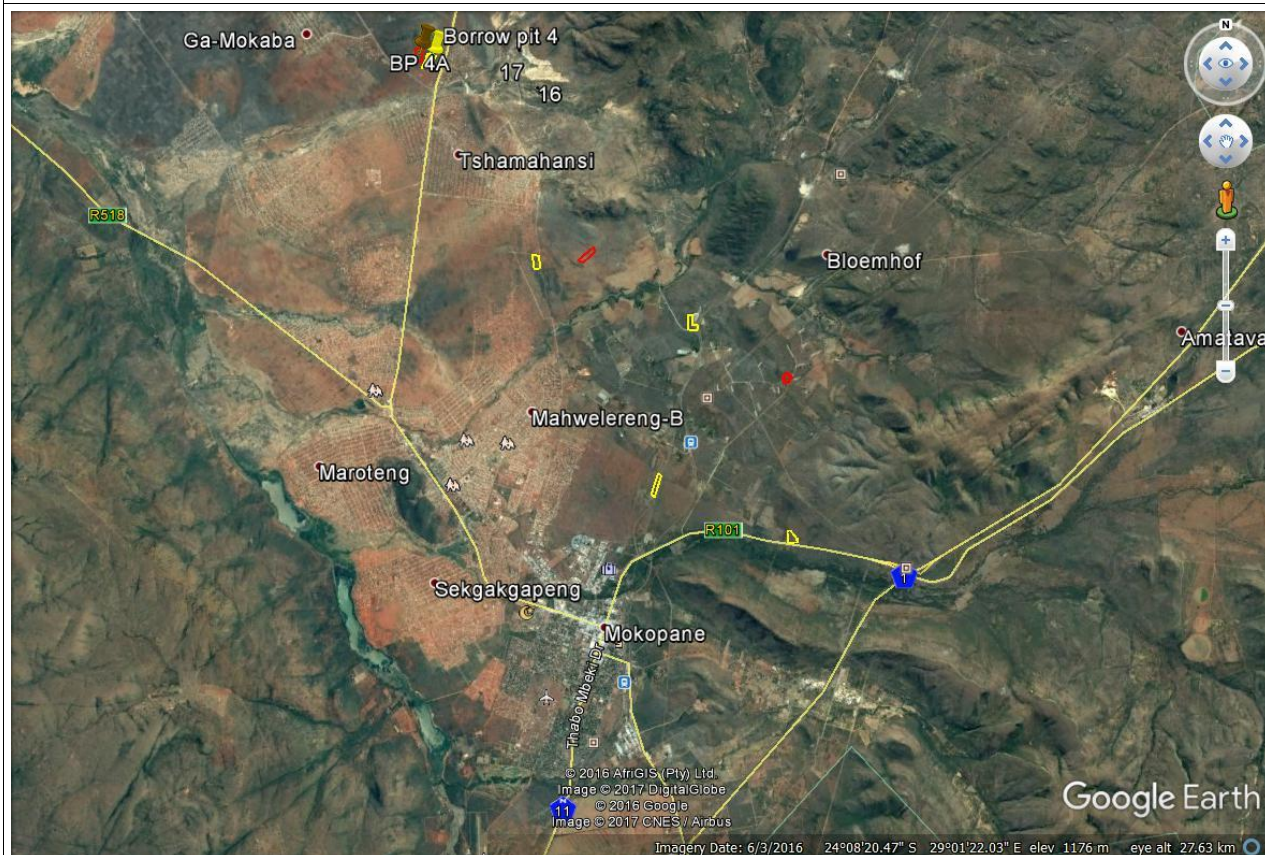 N
Ga-Mokaba
Borrow pit 4
BP 4A
17
16
Tshamahansi
R518
Bloemhof
Amatava
Mahwelereng-B
Maroteng
R101
1
Sekgakgapeng
Mokopane
Thabo Mbeki Dr
11
© 2016 AfriGIS (Pty) Ltd.
Image © 2017 DigitalGlobe
© 2016 Google
Image © 2017 CNES / Airbus
Google Earth
Imagery Date: 6/3/2016 24°08'20.47" S 29°01'22.03" E elev 1176 m eye alt 27.63 km